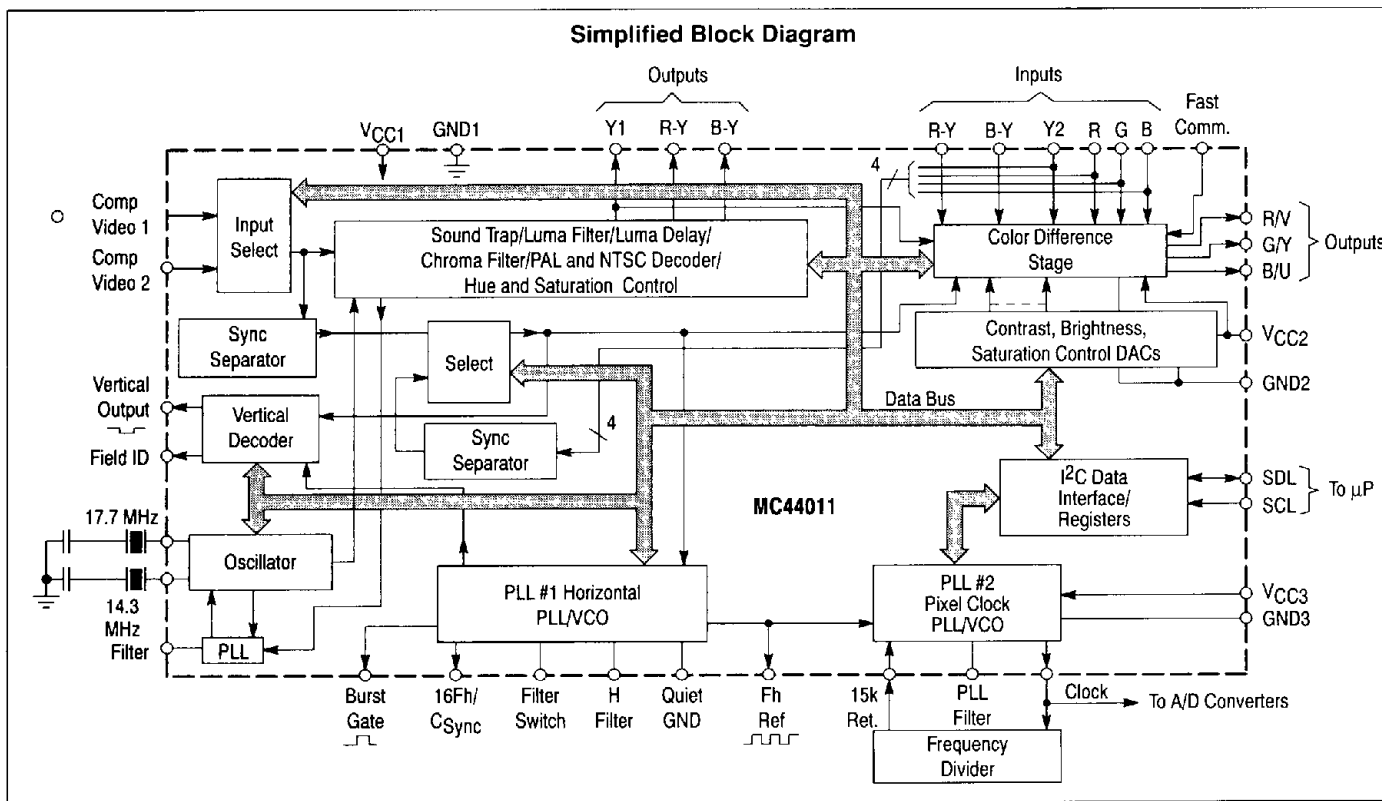 Simplified Block Diagram
Outputs
Inputs
Fast
Comm.
VCC1
GND1
Y1
R-Y
B-Y
R-Y
B-Y
Y2
R
G
B
4
Comp
Video 1
Comp
Video 2
Input
Select
Sound Trap/Luma Filter/Luma Delay/
Chroma Filter/PAL and NTSC Decoder/
Hue and Saturation Control
Color Difference
Stage
R/V
G/Y
B/U
Outputs
Sync
Separator
Select
Contrast, Brightness,
Saturation Control DACs
VCC2
GND2
Vertical
Output
Field ID
Vertical
Decoder
Sync
Separator
4
Data Bus
I2C Data
Interface/
Registers
SDL
SCL
To µP
MC44011
17.7 MHz
Oscillator
14.3
MHz
Filter
PLL
PLL #1 Horizontal
PLL/VCO
PLL #2
Pixel Clock
PLL/VCO
VCC3
GND3
Burst
Gate
16Fh/
CSync
Filter
Switch
H
Filter
Quiet
GND
Fh
Ref
15k
Ret.
PLL
Filter
Clock
To A/D Converters
Frequency
Divider